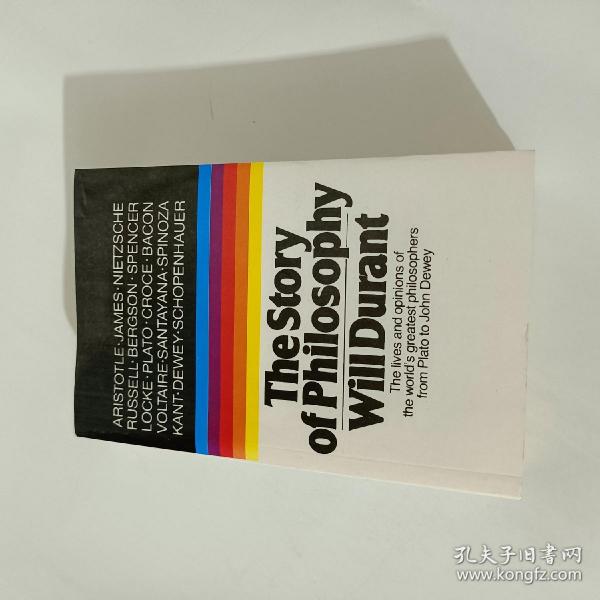 ARISTOTLE·JAMES·NIETZSCHE
RUSSELL·BERGSON·SPENCER
LOCKE·PLATO·CROCE·BACON
VOLTAIRE·SANTAYANA·SPINOZA
KANT·DEWEY·SCHOPENHAUER
The Story
of Philosophy
Will Durant
The lives and opinions of
the world's greatest philosophers
from Plato to John Dewey
孔夫子旧書网
www.kongfz.com